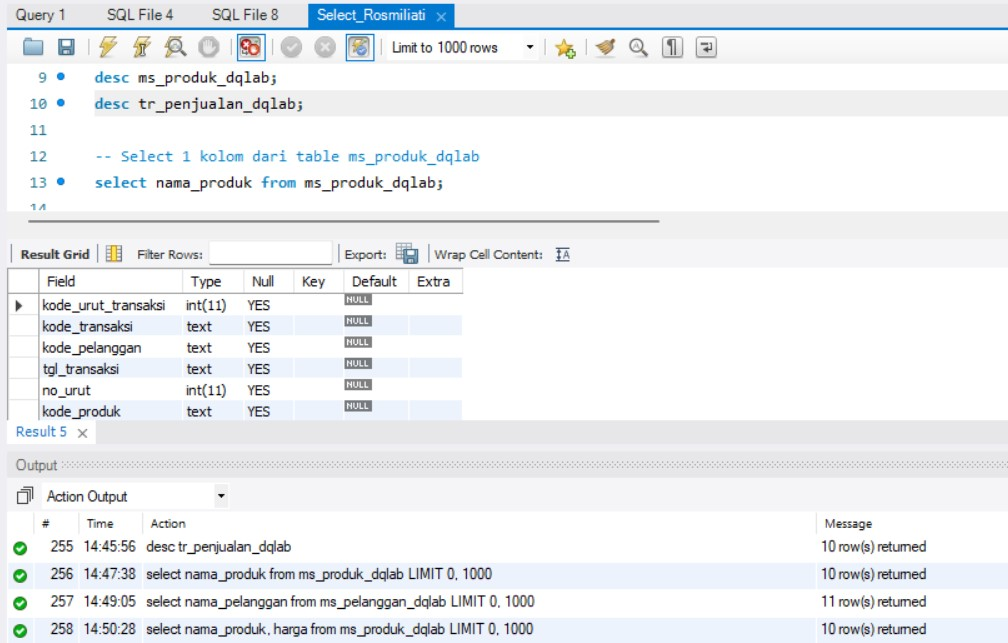 Query 1 SQL File 4 SQL File 8 Select_Rosmiliati ×
Limit to 1000 rows
9 desc ms_produk_dqlab;
10 desc tr_penjualan_dqlab;
11
12 -- Select 1 kolom dari table ms_produk_dqlab
13 select nama_produk from ms_produk_dqlab;
14
Result Grid Filter Rows: Export: Wrap Cell Content: IA
Field Type Null Key Default Extra
kode_urut_transaksi int(11) YES NULL
kode_transaksi text YES NULL
kode_pelanggan text YES NULL
tgl_transaksi text YES NULL
no_urut int(11) YES NULL
kode_produk text YES NULL
Result 5 ×
Output
Action Output
# Time Action Message
255 14:45:56 desc tr_penjualan_dqlab 10 row(s) returned
256 14:47:38 select nama_produk from ms_produk_dqlab LIMIT 0, 1000 10 row(s) returned
257 14:49:05 select nama_pelanggan from ms_pelanggan_dqlab LIMIT 0, 1000 11 row(s) returned
258 14:50:28 select nama_produk, harga from ms_produk_dqlab LIMIT 0, 1000 10 row(s) returned